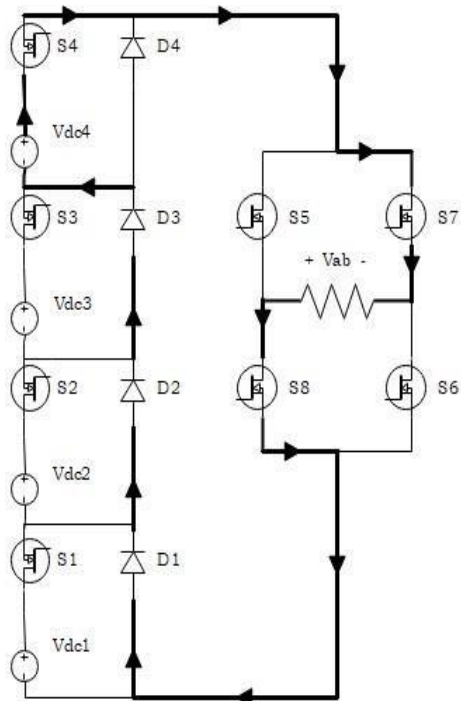 S4 D4
Vdc4
S3 D3 S5 S7
+ Vab -
Vdc3
S2 D2 S8 S6
Vdc2
S1 D1
Vdc1